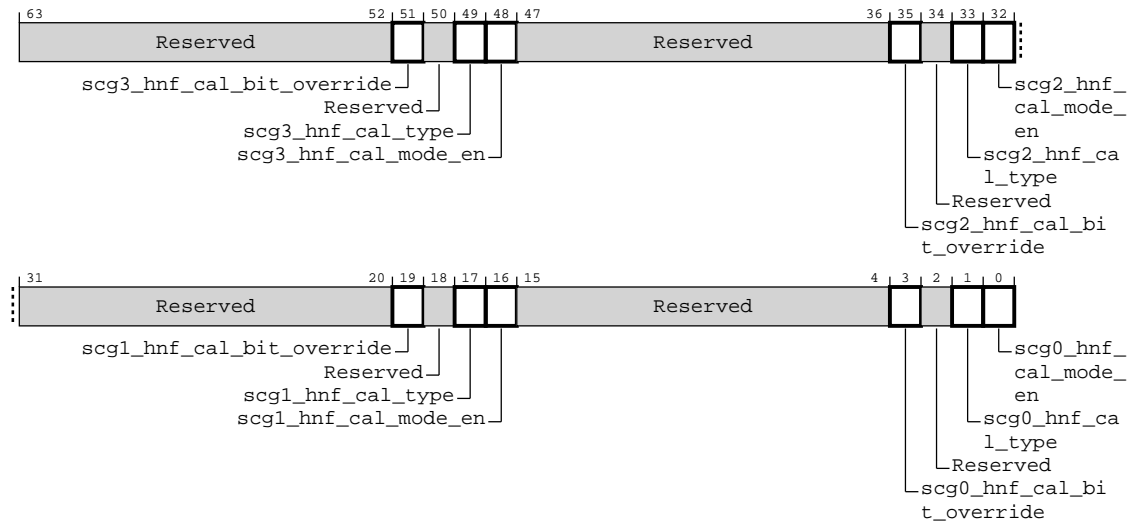 63 52 51 50 49 48 47 36 35 34 33 32
Reserved Reserved
scg3_hnf_cal_bit_override
Reserved
scg3_hnf_cal_type
scg3_hnf_cal_mode_en
scg2_hnf_
cal_mode_
en
scg2_hnf_ca
l_type
Reserved
scg2_hnf_cal_bi
t_override
31 20 19 18 17 16 15 4 3 2 1 0
Reserved Reserved
scg1_hnf_cal_bit_override
Reserved
scg1_hnf_cal_type
scg1_hnf_cal_mode_en
scg0_hnf_
cal_mode_
en
scg0_hnf_ca
l_type
Reserved
scg0_hnf_cal_bi
t_override